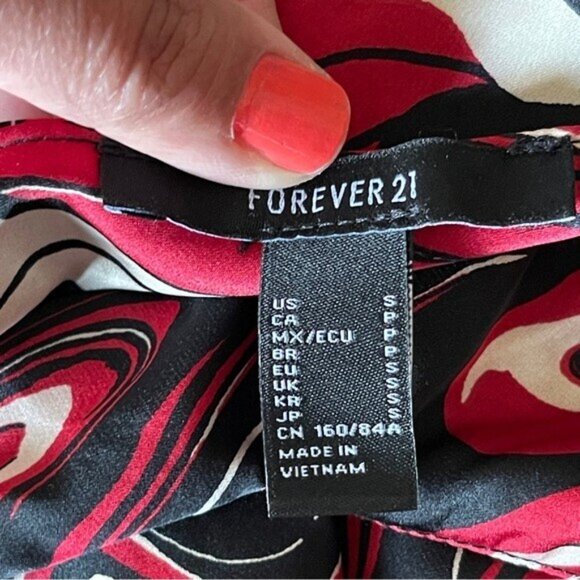 FOREVER 21
US S
CA P
MX/ECU P
BR P
EU S
UK S
KR S
JP S
CN 160/84A
MADE IN
VIETNAM